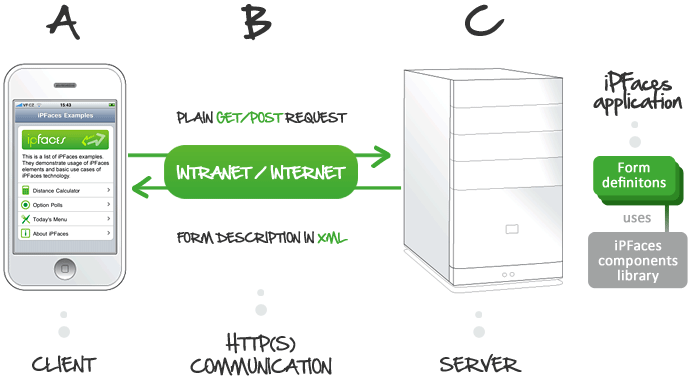 A
B
C
VF CZ
15:43
iPFaces Examples
ipfaces
This is a list of iPFaces examples.
They demonstrate usage of iPFaces
elements and basic use cases of
iPFaces technology.
Distance Calculator
Option Polls
Today's Menu
About iPFaces
PLAIN GET/POST REQUEST
INTRANET / INTERNET
FORM DESCRIPTION IN XML
iPFaces
application
Form
definitons
uses
iPFaces
components
library
CLIENT
HTTP(S)
COMMUNICATION
SERVER